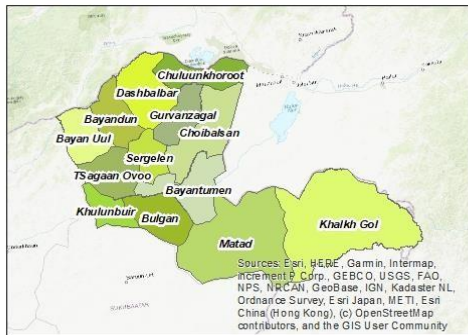 Chuluunkhoroot
Dashbalbar
Gurvanzagal
Bayandun
Choibalsan
Bayan Uul
Sergelen
TSagaan Ovoo
Bayantumen
Khulunbuir
Bulgan
Khalkh Gol
Matad
Sources: Esri, HERE, Garmin, Intermap,
increment P Corp., GEBCO, USGS, FAO,
NPS, NRCAN, GeoBase, IGN, Kadaster NL,
Ordnance Survey, Esri Japan, METI, Esri
China (Hong Kong), (c) OpenStreetMap
contributors, and the GIS User Community